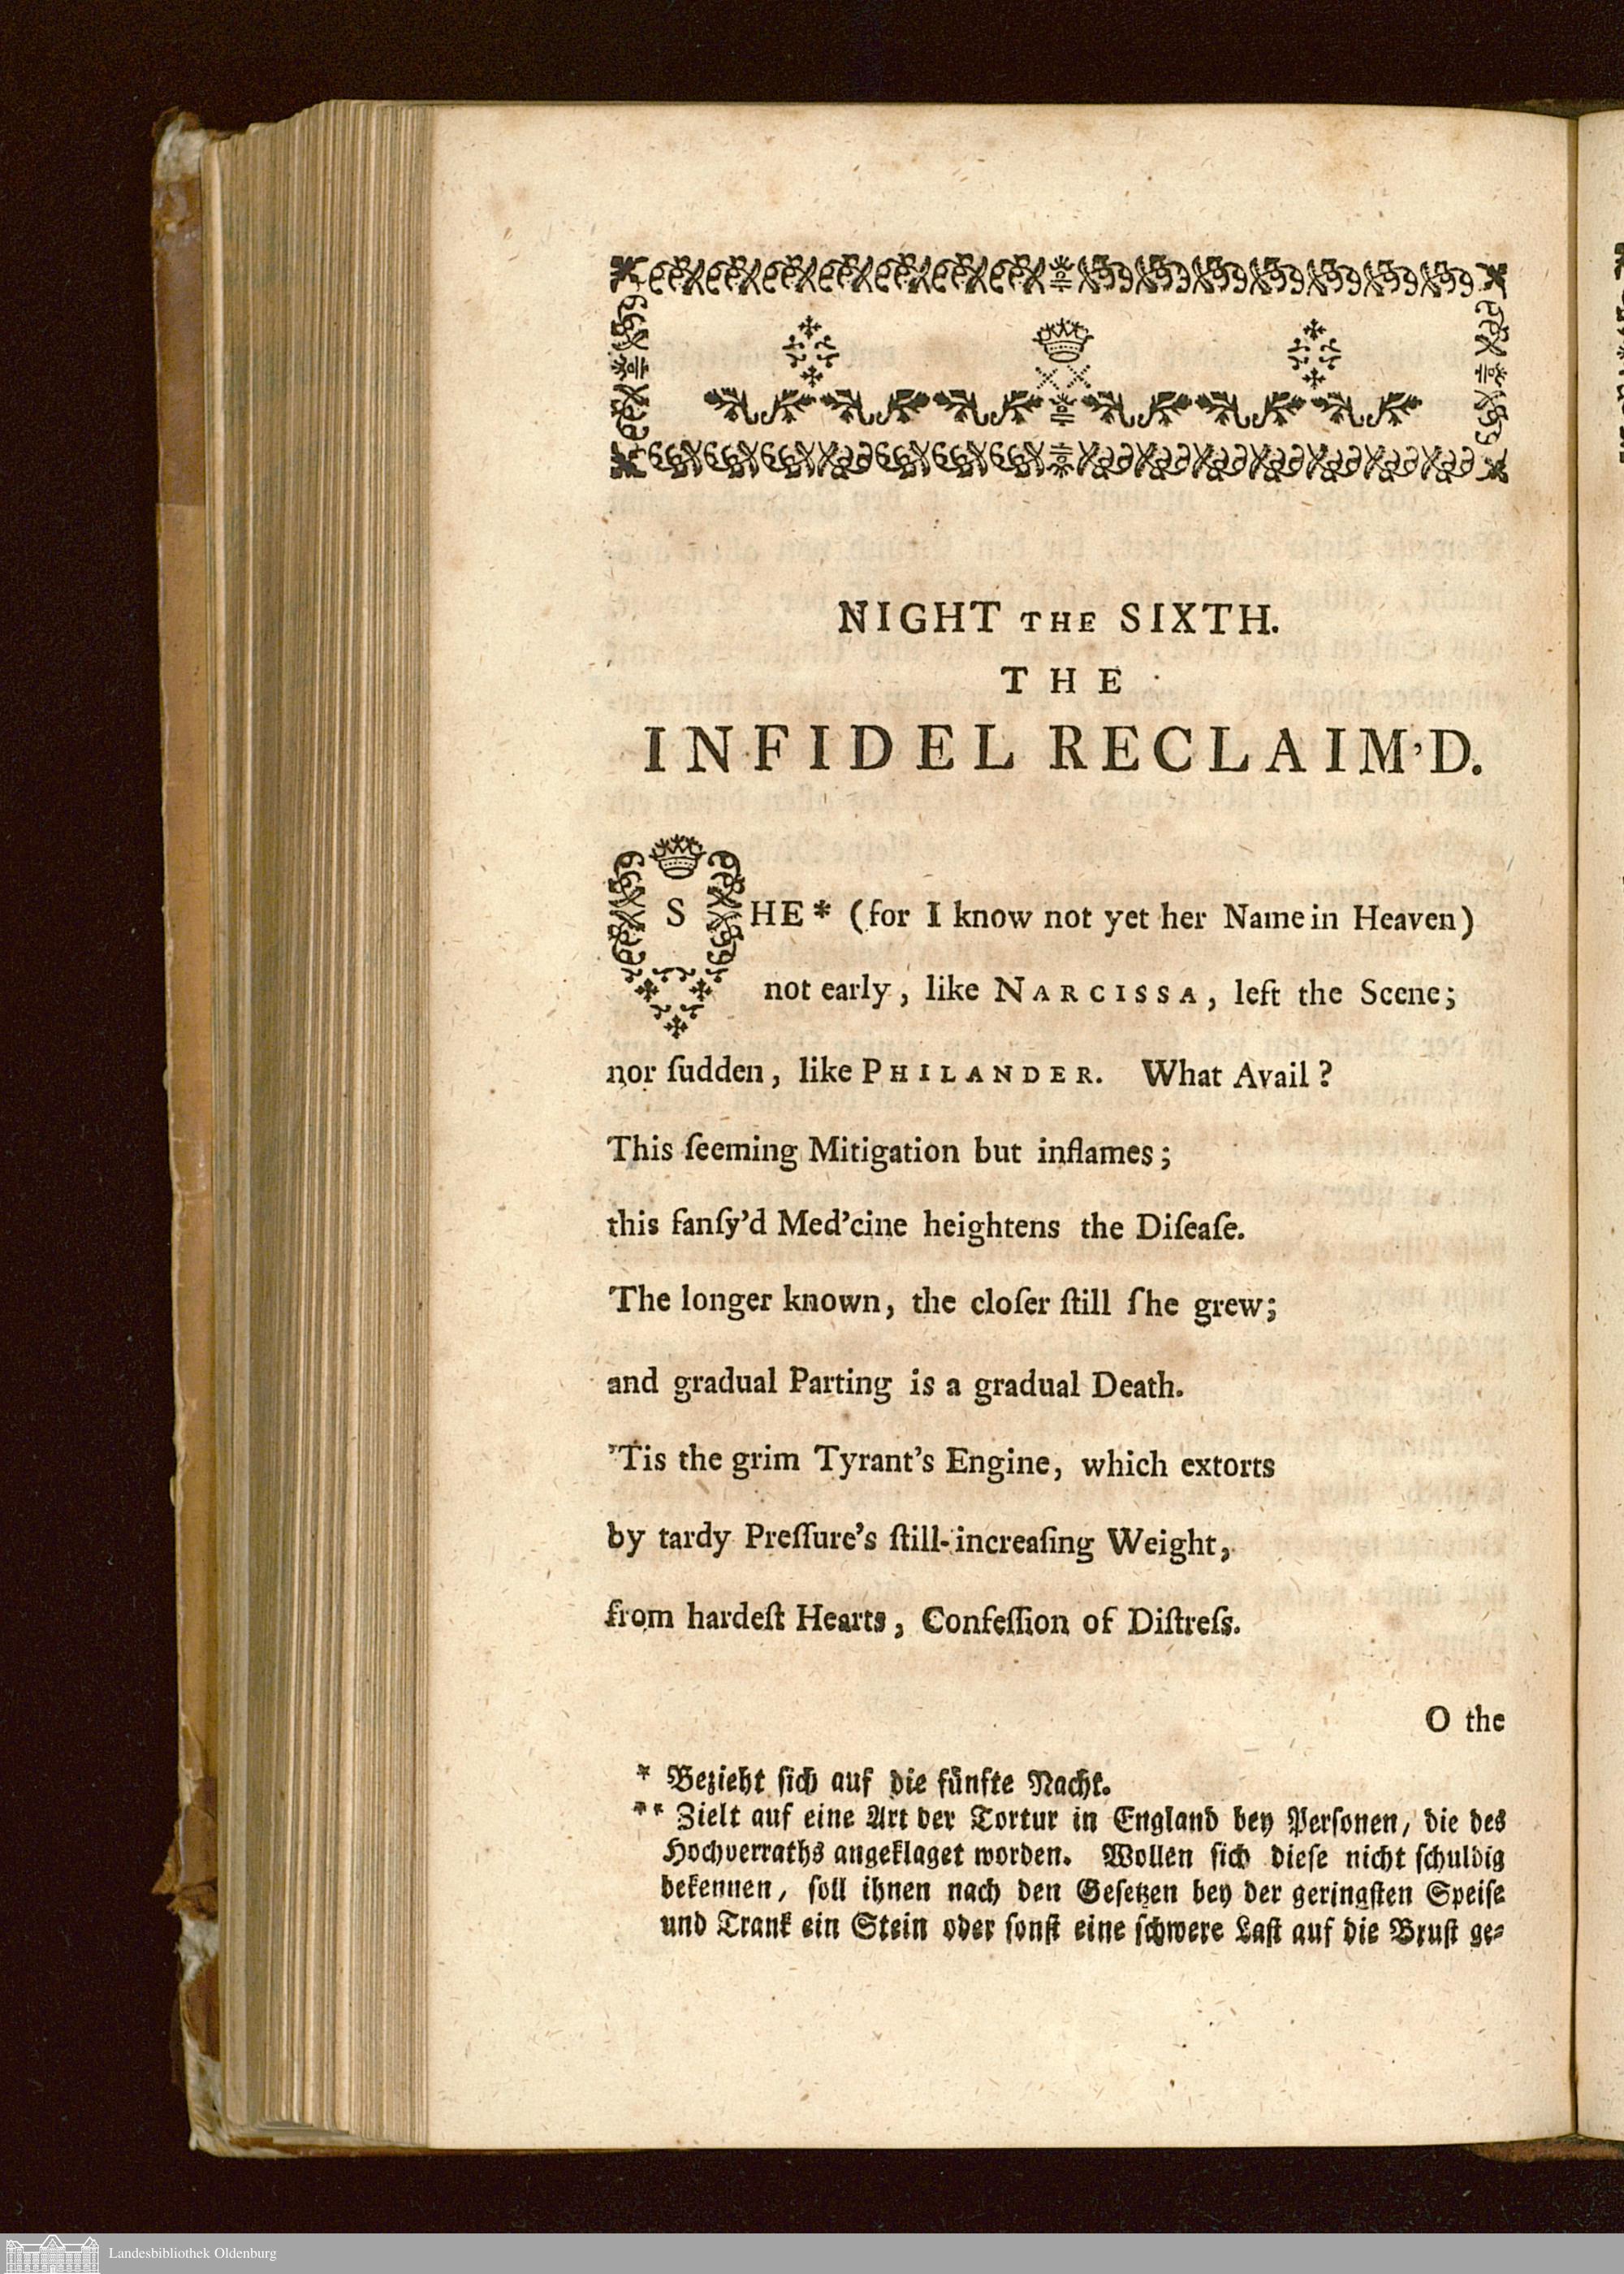 NIGHT THE SIXTH.
THE
INFIDEL RECLAIM'D.
SHE* (for I know not yet her Name in Heaven)
not early, like NARCISSA, left the Scene;
nor ſudden, like PHILANDER. What Avail?
This ſeeming Mitigation but inflames;
this fanſy'd Med'cine heightens the Diſeaſe.
The longer known, the cloſer ſtill ſhe grew;
and gradual Parting is a gradual Death.
'Tis the grim Tyrant's Engine, which extorts
by tardy Preſſure's ſtill-increaſing Weight,
from hardeſt Hearts, Confeſſion of Diſtreſs.
O the
* Bezieht ſich auf die fünfte Nacht.
** Zielt auf eine Art der Tortur in England bey Perſonen, die des
Hochverraths angeklaget worden. Wollen ſich dieſe nicht ſchuldig
bekennen, ſoll ihnen nach den Geſetzen bey der geringſten Speiſe
und Trank ein Stein oder ſonſt eine ſchwere Laſt auf die Bruſt ge-
Landesbibliothek Oldenburg